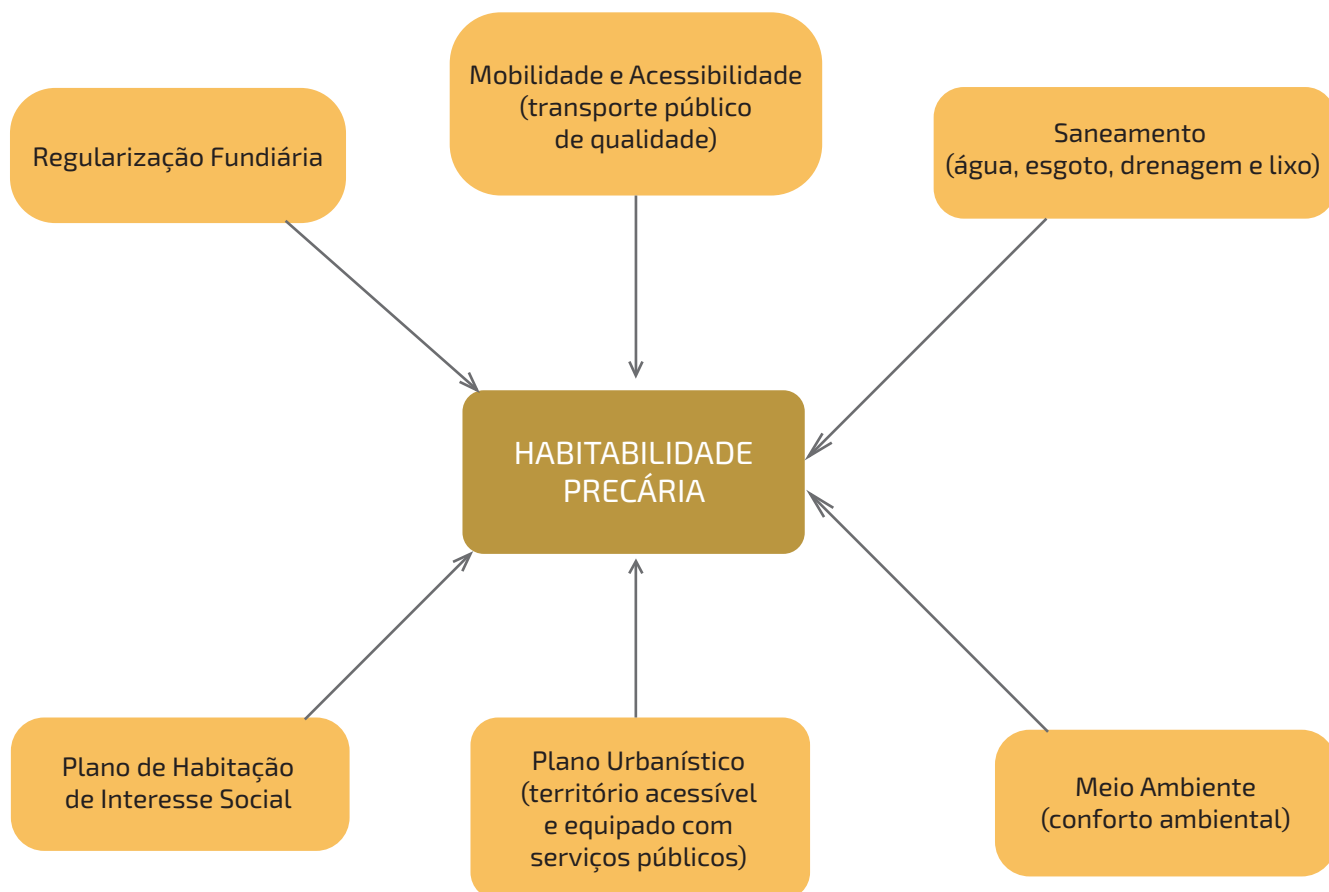 Mobilidade e Acessibilidade
(transporte público
de qualidade)
Regularização Fundiária
Saneamento
(água, esgoto, drenagem e lixo)
HABITABILIDADE
PRECÁRIA
Plano de Habitação
de Interesse Social
Plano Urbanístico
(território acessível
e equipado com
serviços públicos)
Meio Ambiente
(conforto ambiental)